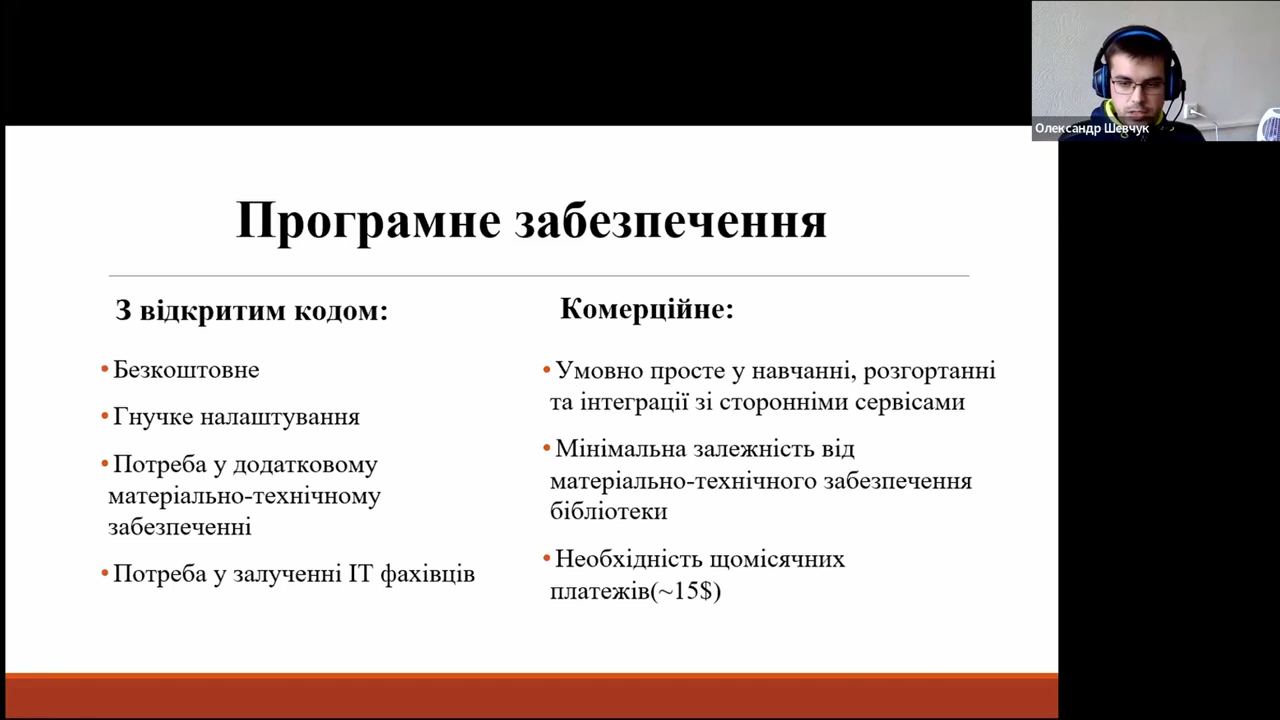 Олександр Шевчук
Програмне забезпечення
З відкритим кодом:
•Безкоштовне
•Гнучке налаштування
•Потреба у додатковому
матеріально-технічному
забезпеченні
•Потреба у залученні ІТ фахівців
Комерційне:
•Умовно просте у навчанні, розгортанні
та інтеграції зі сторонніми сервісами
•Мінімальна залежність від
матеріально-технічного забезпечення
бібліотеки
•Необхідність щомісячних
платежів(~15$)